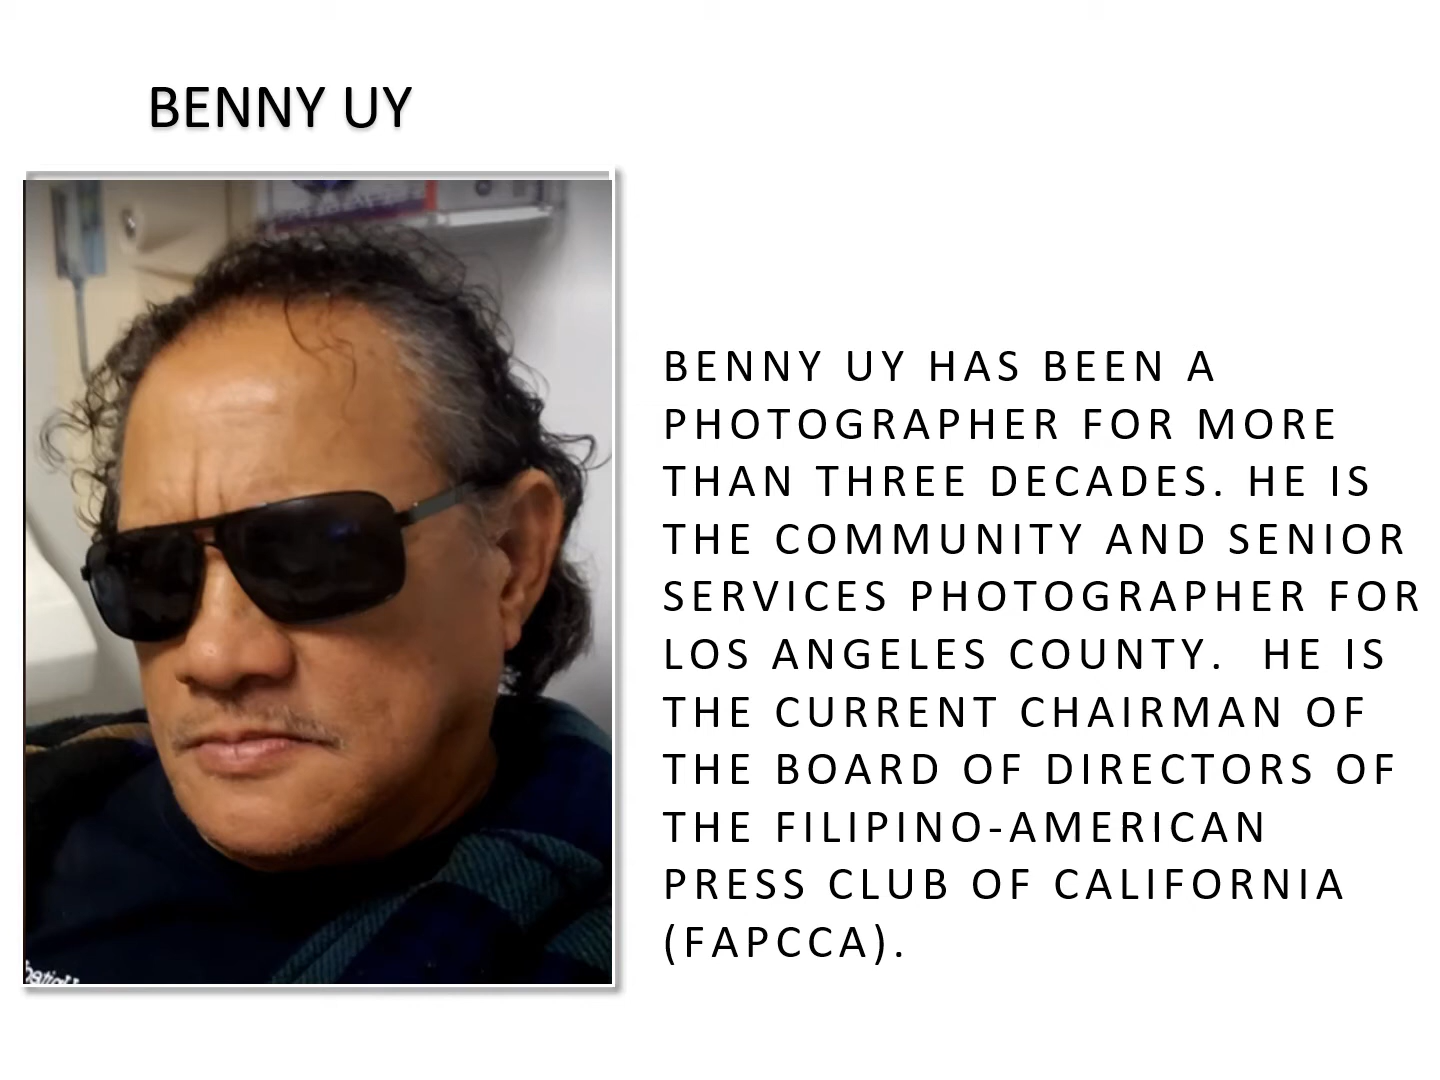 BENNY UY
BENNY UY HAS BEEN A
PHOTOGRAPHER FOR MORE
THAN THREE DECADES. HE IS
THE COMMUNITY AND SENIOR
SERVICES PHOTOGRAPHER FOR
LOS ANGELES COUNTY.  HE IS
THE CURRENT CHAIRMAN OF
THE BOARD OF DIRECTORS OF
THE FILIPINO-AMERICAN
PRESS CLUB OF CALIFORNIA
(FAPCCA).